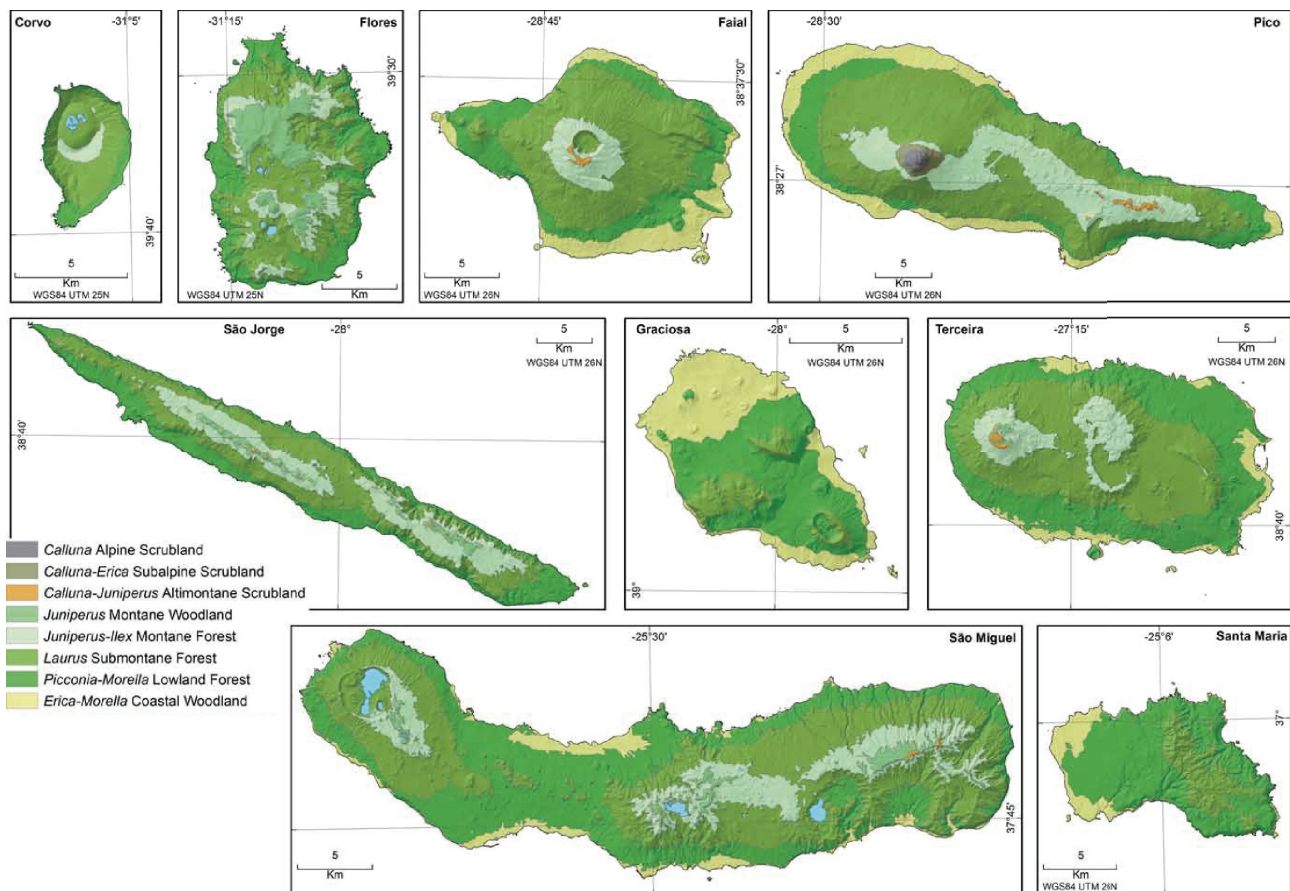 Corvo
-31°5'
39°40'
5
Km
WGS84 UTM 25N
-31°15'
Flores
39°30'
5
Km
WGS84 UTM 25N
-28°45'
Faial
38°37'30"
5
Km
WGS84 UTM 26N
-28°30'
Pico
38°27'
5
Km
WGS84 UTM 26N
São Jorge
-28°
5
Km
WGS84 UTM 26N
38°40'
Graciosa
-28°
5
Km
WGS84 UTM 26N
39°
Terceira
-27°15'
5
Km
WGS84 UTM 26N
38°40'
Calluna Alpine Scrubland
Calluna-Erica Subalpine Scrubland
Calluna-Juniperus Altimontane Scrubland
Juniperus Montane Woodland
Juniperus-Ilex Montane Forest
Laurus Submontane Forest
Picconia-Morella Lowland Forest
Erica-Morella Coastal Woodland
-25°30'
São Miguel
37°45'
5
Km
WGS84 UTM 26N
-25°6'
Santa Maria
37°
5
Km
WGS84 UTM 26N